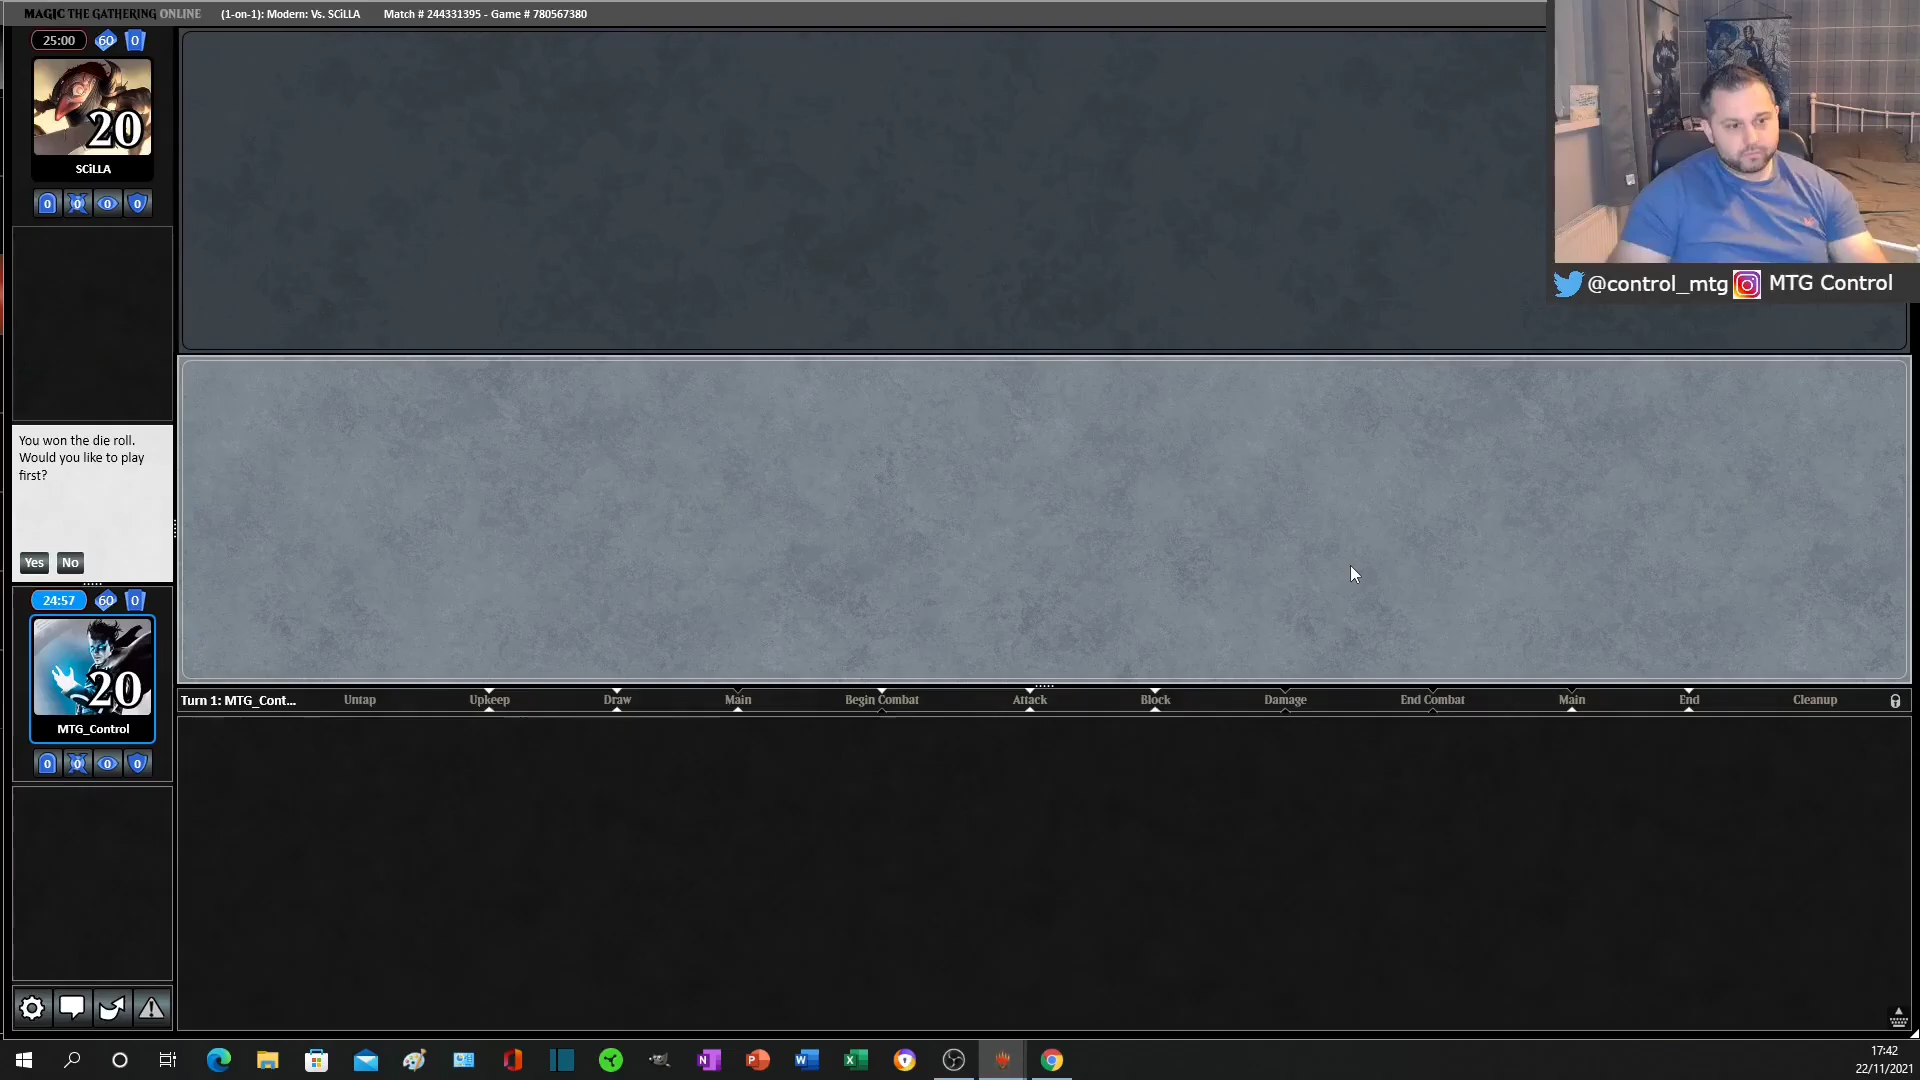 MAGIC THE GATHERING ONLINE (1-on-1): Modern: Vs. SCiLLA Match # 244331395 - Game # 780567380
25:00 60 0
20
SCiLLA
0 0 0 0
@control_mtg MTG Control
You won the die roll.
Would you like to play
first?
Yes No
24:57 60 0
20
MTG_Control
0 0 0 0
Turn 1: MTG_Cont... Untap Upkeep Draw Main Begin Combat Attack Block Damage End Combat Main End Cleanup
17:42
22/11/2021